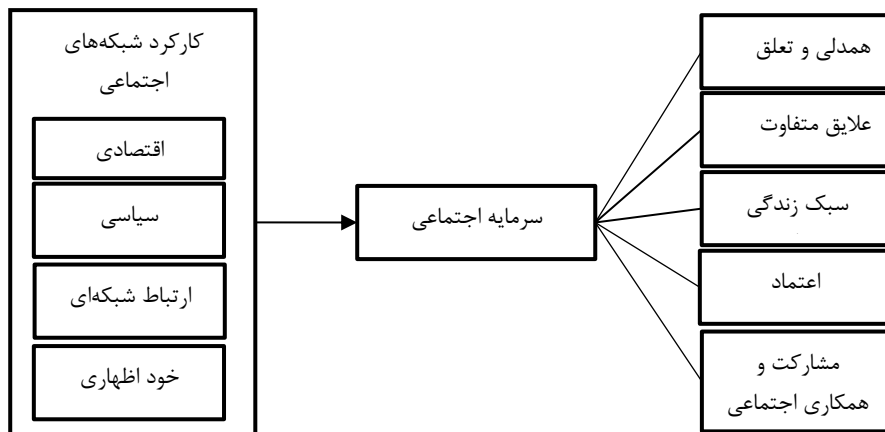 کارکرد شبکه‌های
اجتماعی
اقتصادی
سیاسی
ارتباط شبکه‌ای
خود اظهاری
سرمایه اجتماعی
همدلی و تعلق
علایق متفاوت
سبک زندگی
اعتماد
مشارکت و
همکاری اجتماعی